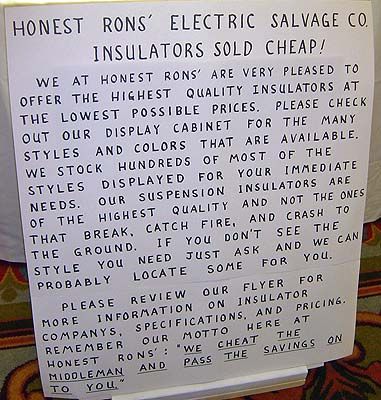 HONEST RONS' ELECTRIC SALVAGE CO.
INSULATORS SOLD CHEAP!
WE AT HONEST RONS' ARE VERY PLEASED TO
OFFER THE HIGHEST QUALITY INSULATORS AT
THE LOWEST POSSIBLE PRICES. PLEASE CHECK
OUT OUR DISPLAY CABINET FOR THE MANY
STYLES AND COLORS THAT ARE AVAILABLE.
WE STOCK HUNDREDS OF MOST OF THE
STYLES DISPLAYED FOR YOUR IMMEDIATE
NEEDS. OUR SUSPENSION INSULATORS ARE
OF THE HIGHEST QUALITY AND NOT THE ONES
THAT BREAK, CATCH FIRE, AND CRASH TO
THE GROUND. IF YOU DON'T SEE THE
STYLE YOU NEED JUST ASK AND WE CAN
PROBABLY LOCATE SOME FOR YOU.
PLEASE REVIEW OUR FLYER FOR
MORE INFORMATION ON INSULATOR
COMPANYS, SPECIFICATIONS, AND PRICING.
REMEMBER OUR MOTTO HERE AT
HONEST RONS': "WE CHEAT THE
MIDDLEMAN AND PASS THE SAVINGS ON
TO YOU."